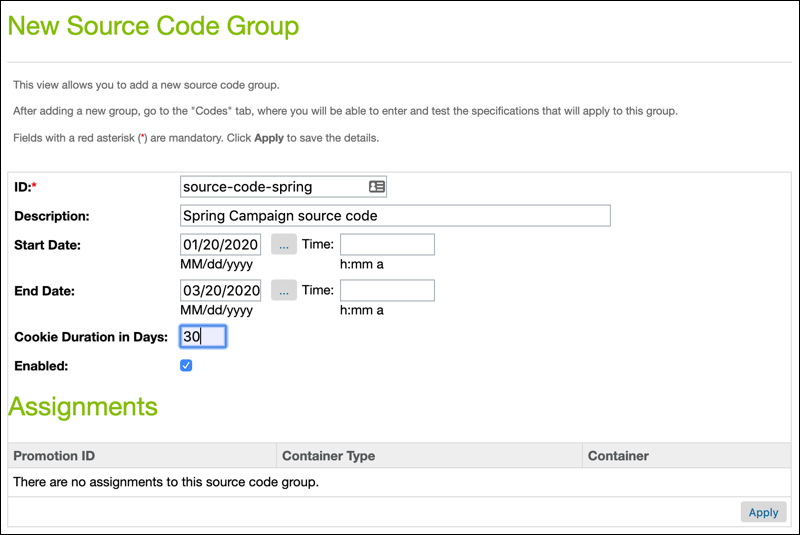 New Source Code Group
This view allows you to add a new source code group.
After adding a new group, go to the "Codes" tab, where you will be able to enter and test the specifications that will apply to this group.
Fields with a red asterisk (*) are mandatory. Click Apply to save the details.
ID:* source-code-spring
Description: Spring Campaign source code
Start Date: 01/20/2020 ... Time:
MM/dd/yyyy h:mm a
End Date: 03/20/2020 ... Time:
MM/dd/yyyy h:mm a
Cookie Duration in Days: 30
Enabled:
Assignments
Promotion ID Container Type Container
There are no assignments to this source code group.
Apply